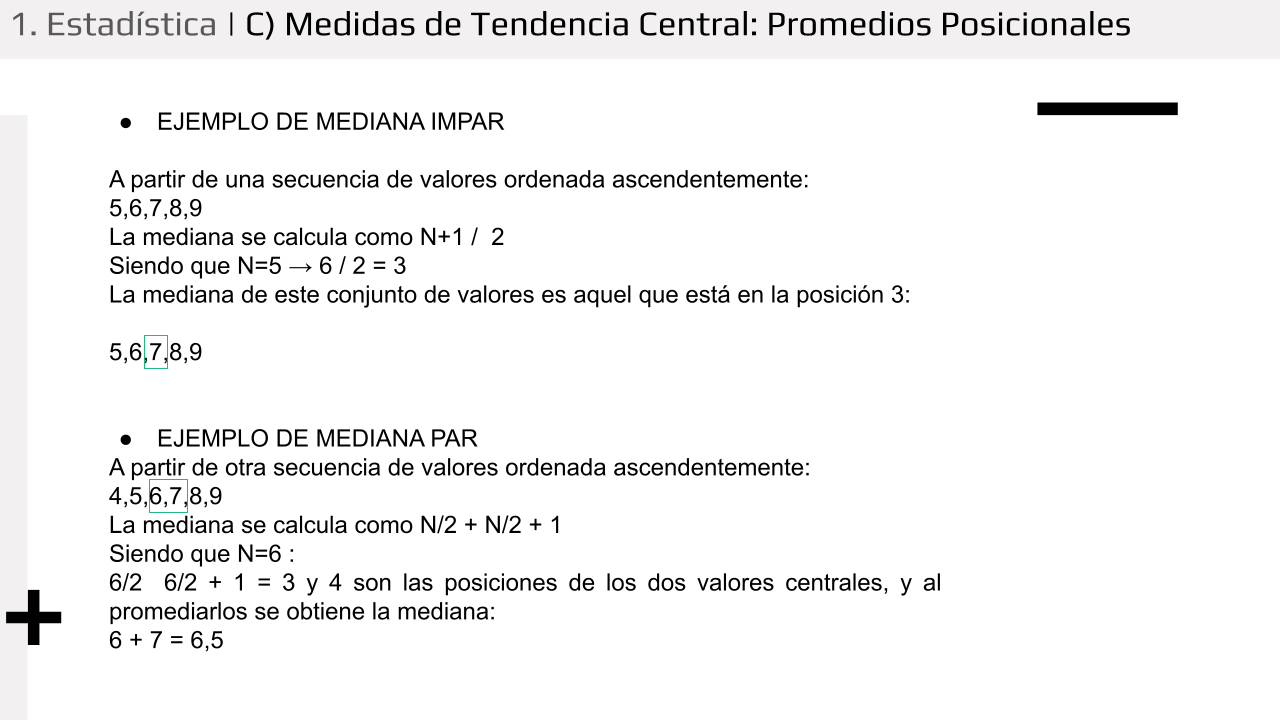 1. Estadística | C) Medidas de Tendencia Central: Promedios Posicionales
● EJEMPLO DE MEDIANA IMPAR
A partir de una secuencia de valores ordenada ascendentemente:
5,6,7,8,9
La mediana se calcula como N+1 / 2
Siendo que N=5 → 6 / 2 = 3
La mediana de este conjunto de valores es aquel que está en la posición 3:
5,6,7,8,9
● EJEMPLO DE MEDIANA PAR
A partir de otra secuencia de valores ordenada ascendentemente:
4,5,6,7,8,9
La mediana se calcula como N/2 + N/2 + 1
Siendo que N=6 :
6/2 6/2 + 1 = 3 y 4 son las posiciones de los dos valores centrales, y al
promediarlos se obtiene la mediana:
6 + 7 = 6,5